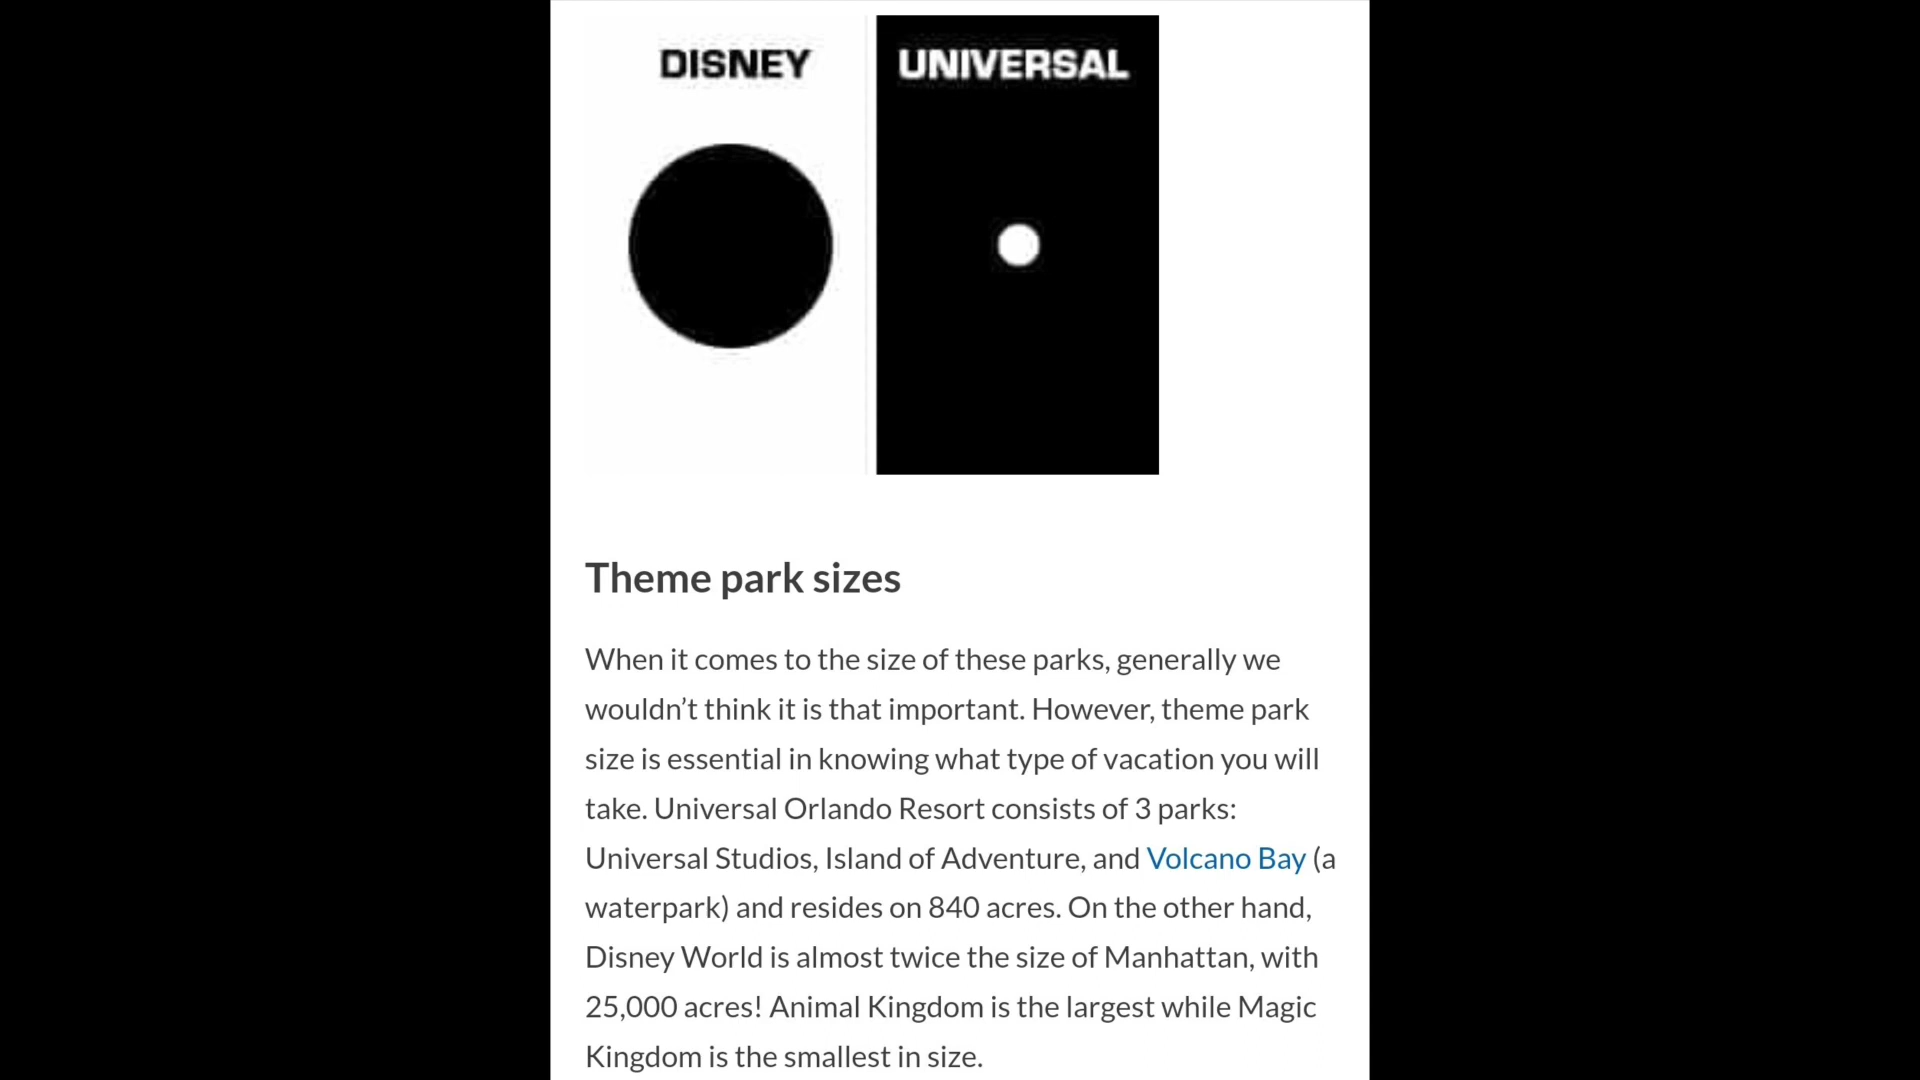 DISNEY
UNIVERSAL
Theme park sizes
When it comes to the size of these parks, generally we
wouldn’t think it is that important. However, theme park
size is essential in knowing what type of vacation you will
take. Universal Orlando Resort consists of 3 parks:
Universal Studios, Island of Adventure, and Volcano Bay (a
waterpark) and resides on 840 acres. On the other hand,
Disney World is almost twice the size of Manhattan, with
25,000 acres! Animal Kingdom is the largest while Magic
Kingdom is the smallest in size.